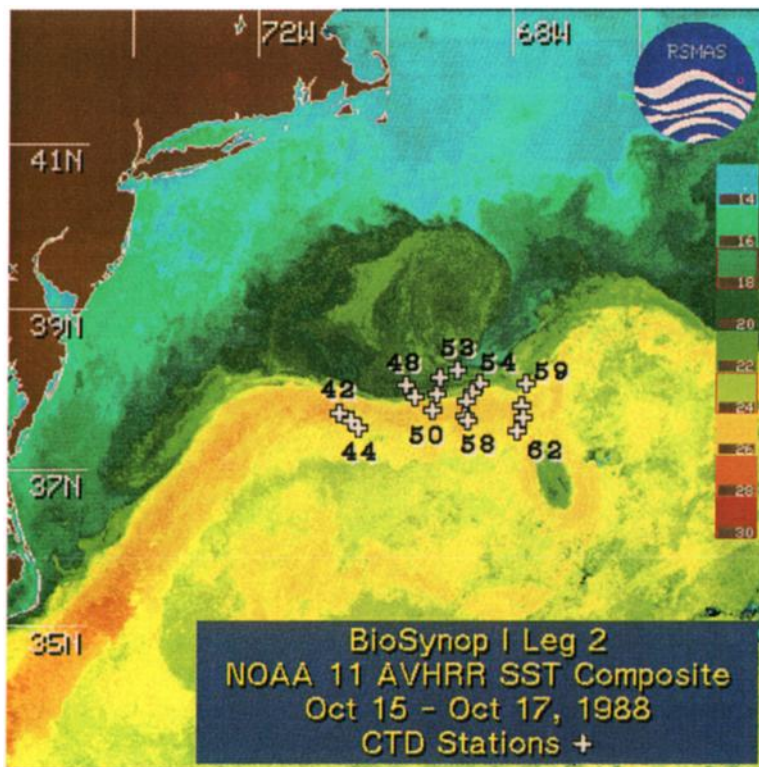 72W 68W
RSMAS
41N
14
16
18
39N
20
53
22
48 54 59
24
42
50
26
44 58 62
37N
28
30
35N
BioSynop I Leg 2
NOAA 11 AVHRR SST Composite
Oct 15 - Oct 17, 1988
CTD Stations +